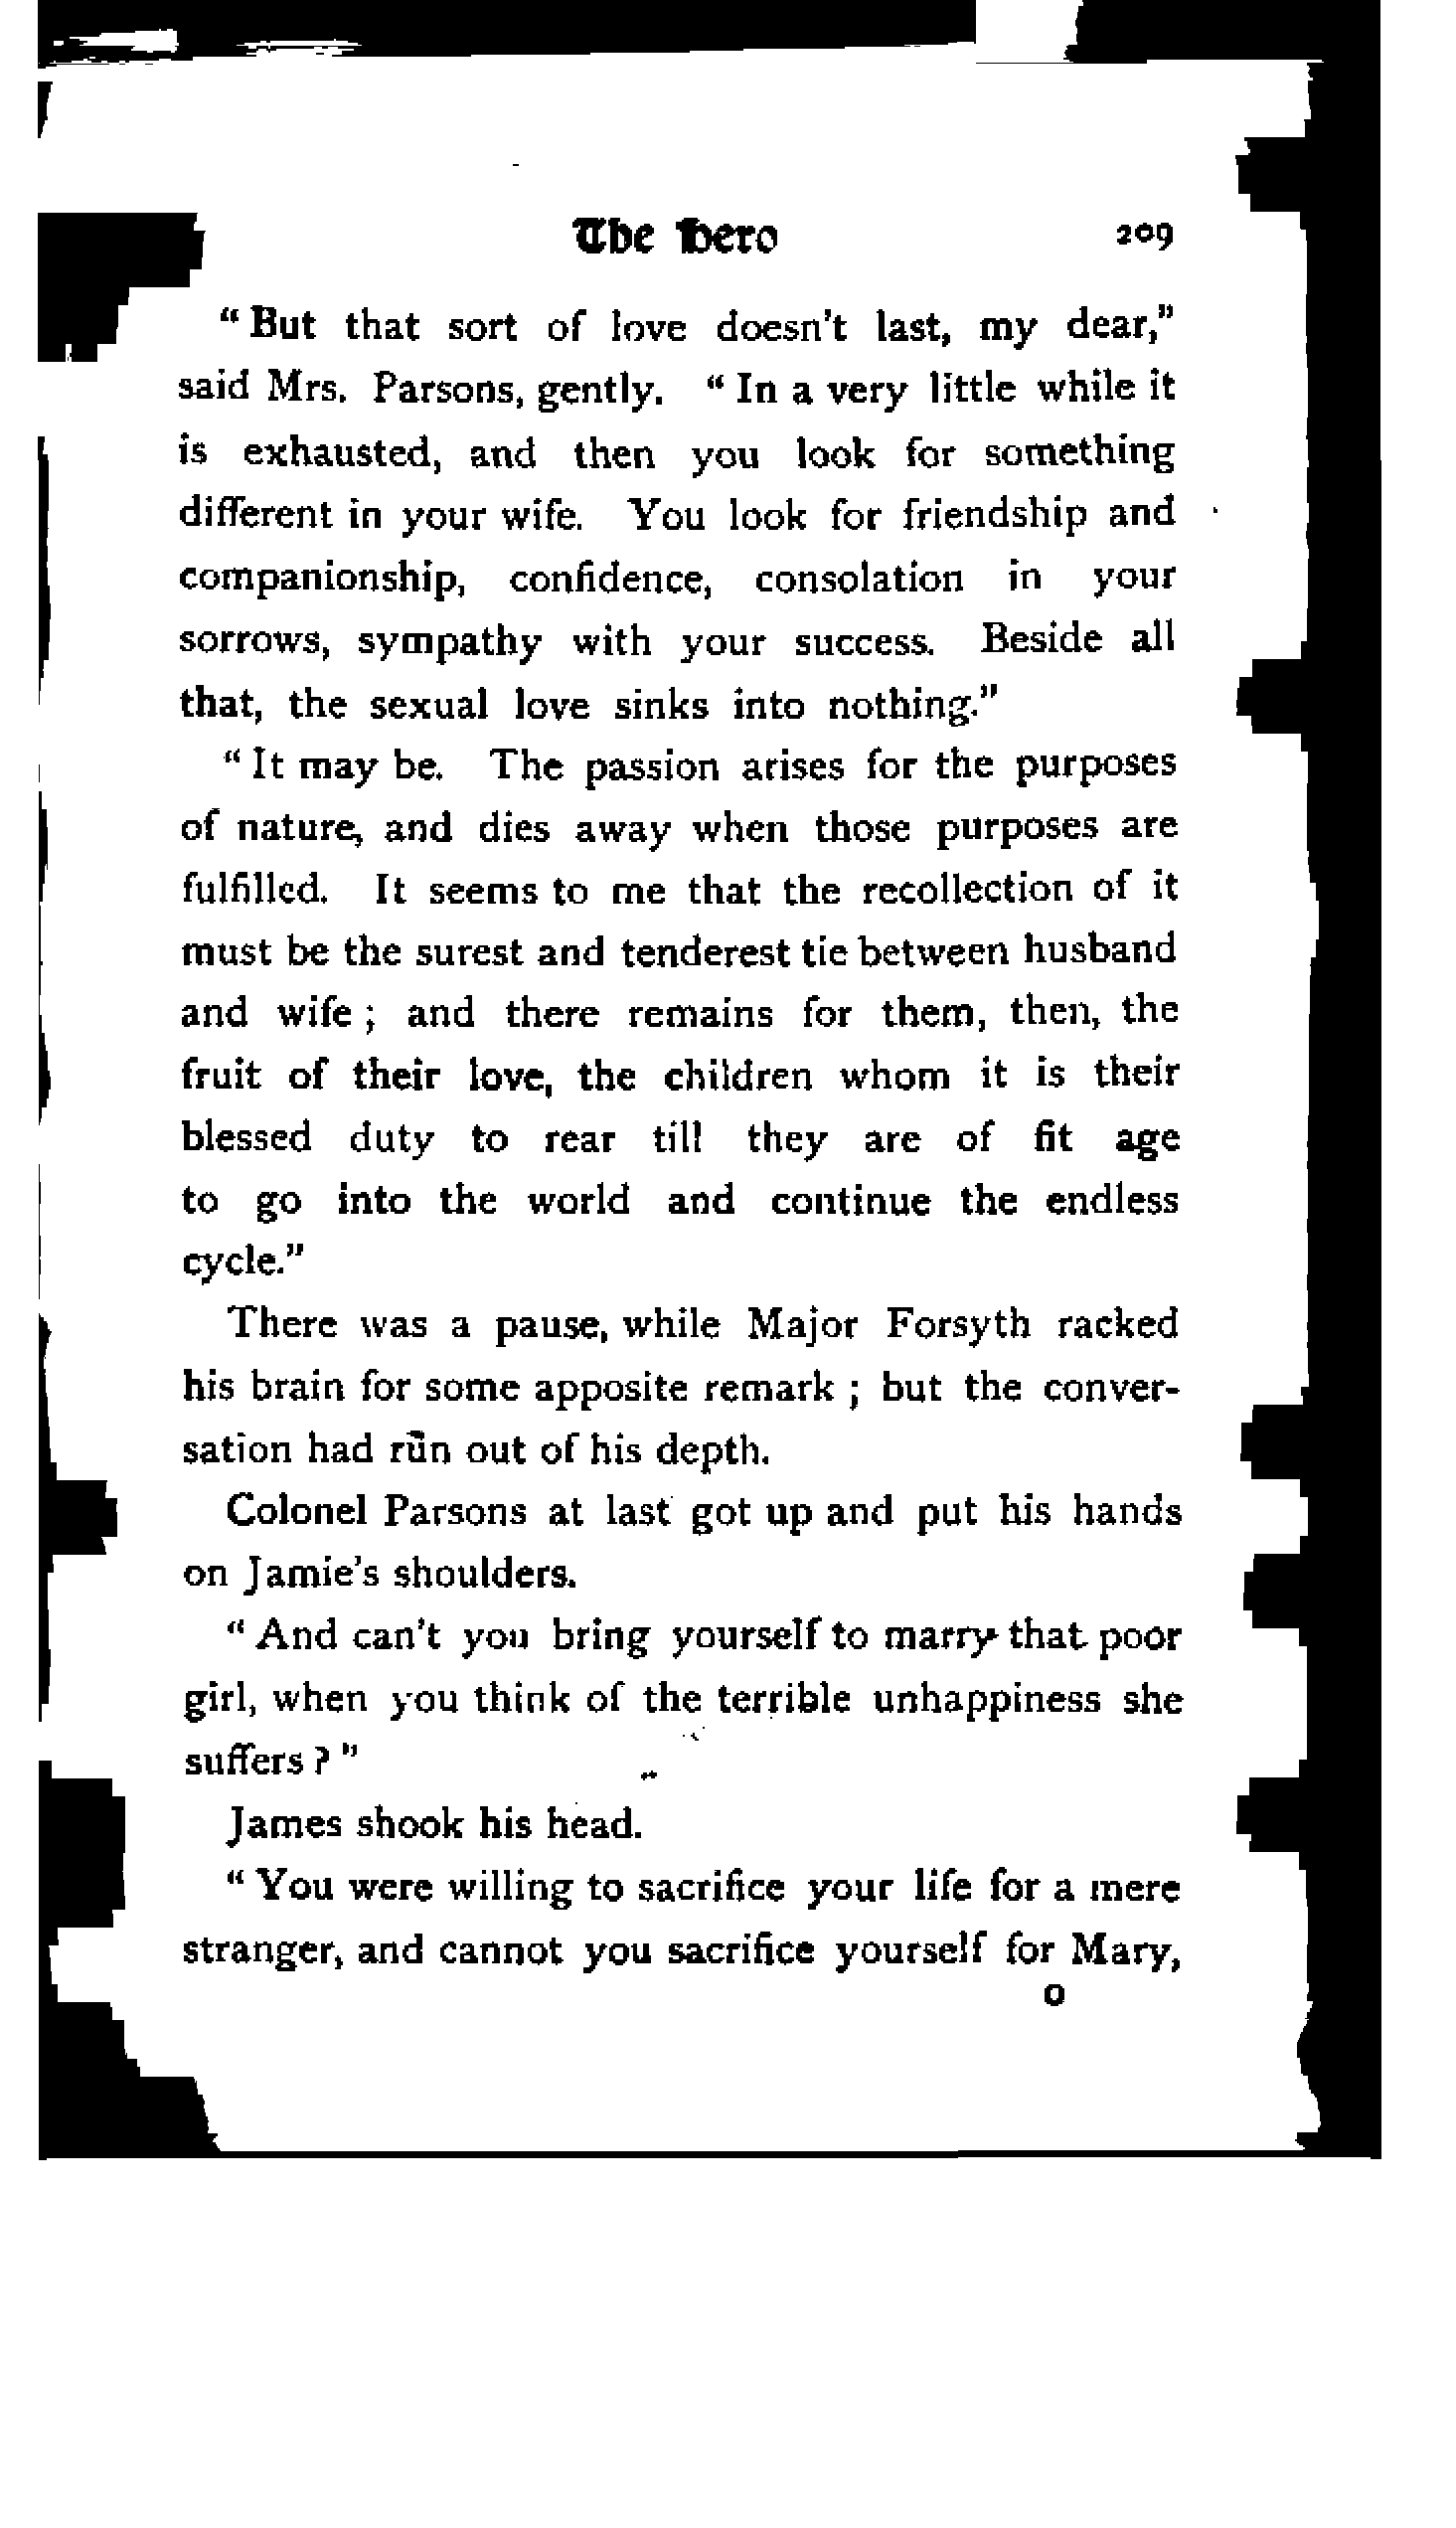 The Hero 209
“But that sort of love doesn't last, my dear,”
said Mrs. Parsons, gently. “In a very little while it
is exhausted, and then you look for something
different in your wife. You look for friendship and
companionship, confidence, consolation in your
sorrows, sympathy with your success. Beside all
that, the sexual love sinks into nothing.”
“It may be. The passion arises for the purposes
of nature, and dies away when those purposes are
fulfilled. It seems to me that the recollection of it
must be the surest and tenderest tie between husband
and wife; and there remains for them, then, the
fruit of their love, the children whom it is their
blessed duty to rear till they are of fit age
to go into the world and continue the endless
cycle.”
There was a pause, while Major Forsyth racked
his brain for some apposite remark; but the conver-
sation had run out of his depth.
Colonel Parsons at last got up and put his hands
on Jamie's shoulders.
“And can't you bring yourself to marry that poor
girl, when you think of the terrible unhappiness she
suffers?”
James shook his head.
“You were willing to sacrifice your life for a mere
stranger, and cannot you sacrifice yourself for Mary,
O